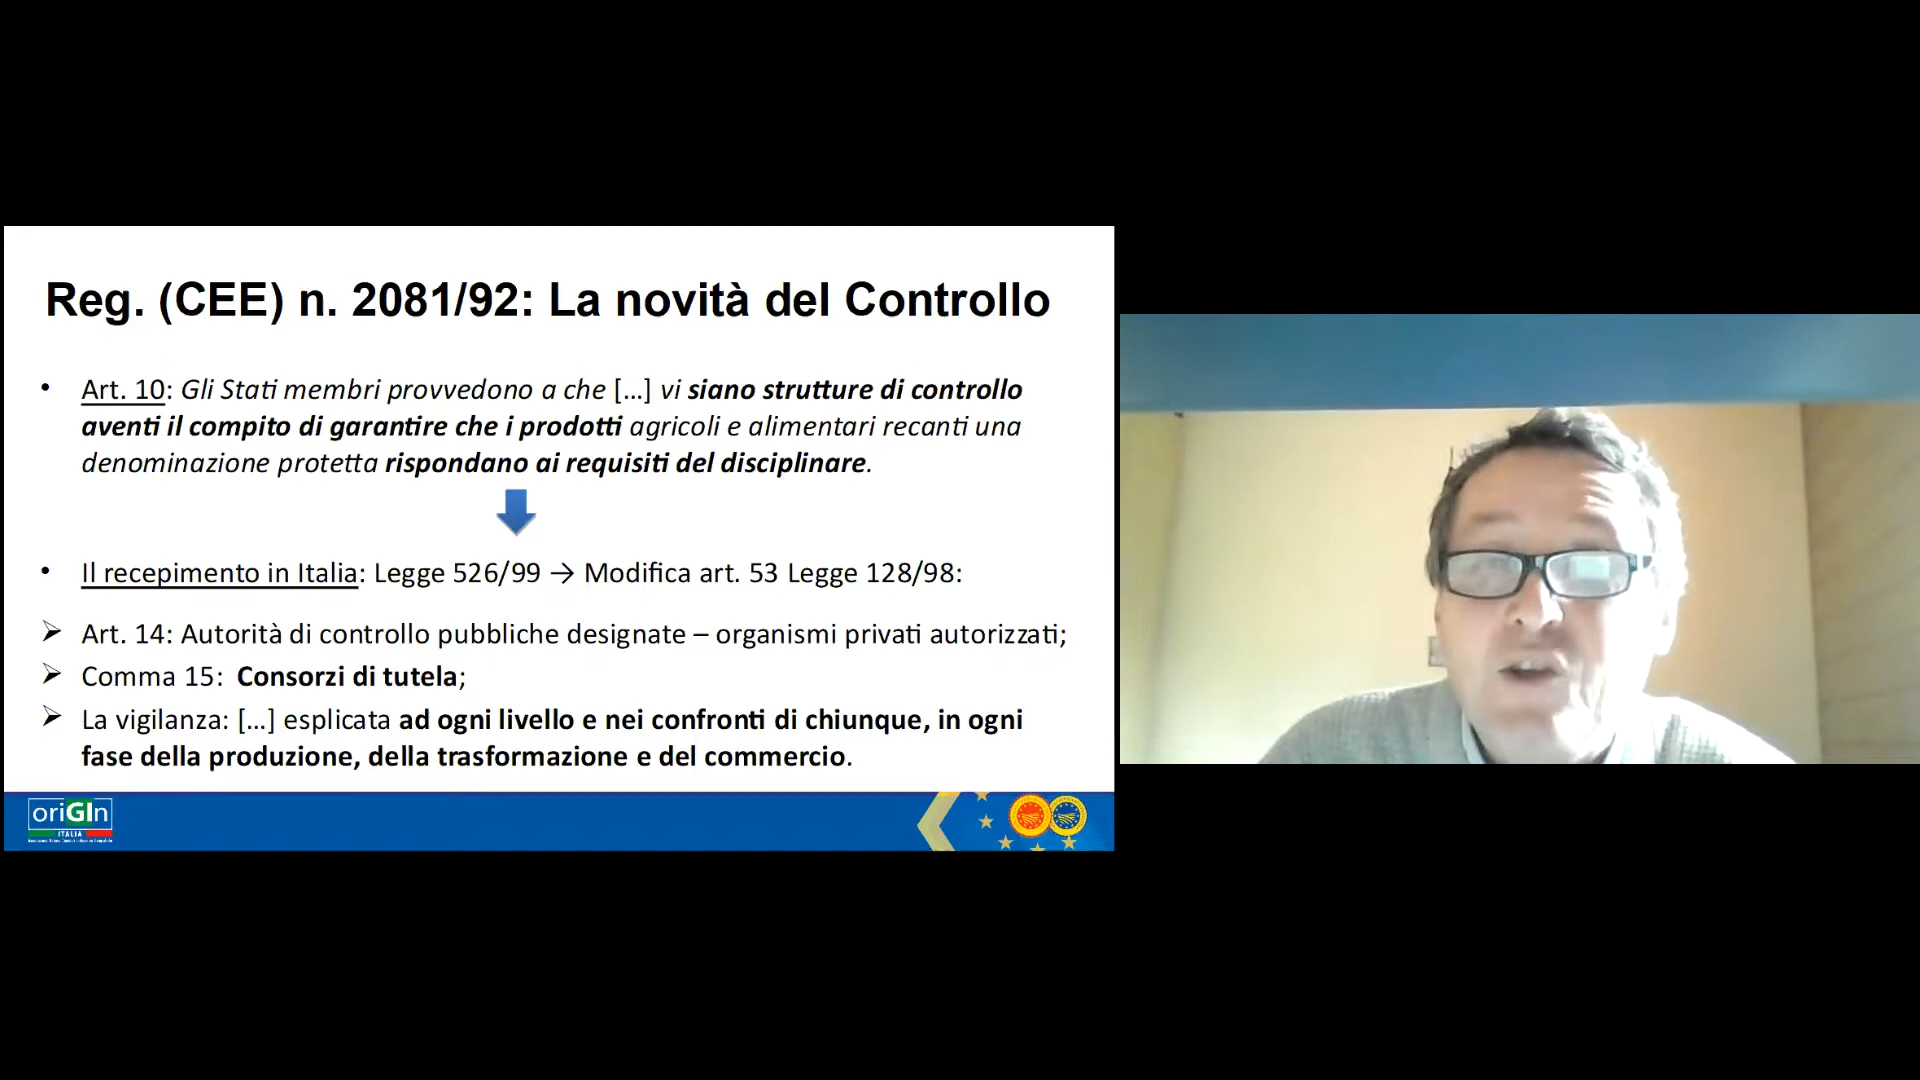 Reg. (CEE) n. 2081/92: La novità del Controllo
• Art. 10: Gli Stati membri provvedono a che [...] vi siano strutture di controllo
aventi il compito di garantire che i prodotti agricoli e alimentari recanti una
denominazione protetta rispondano ai requisiti del disciplinare.
• Il recepimento in Italia: Legge 526/99 → Modifica art. 53 Legge 128/98:
➢ Art. 14: Autorità di controllo pubbliche designate – organismi privati autorizzati;
➢ Comma 15: Consorzi di tutela;
➢ La vigilanza: [...] esplicata ad ogni livello e nei confronti di chiunque, in ogni
fase della produzione, della trasformazione e del commercio.
oriGIn
ITALIA